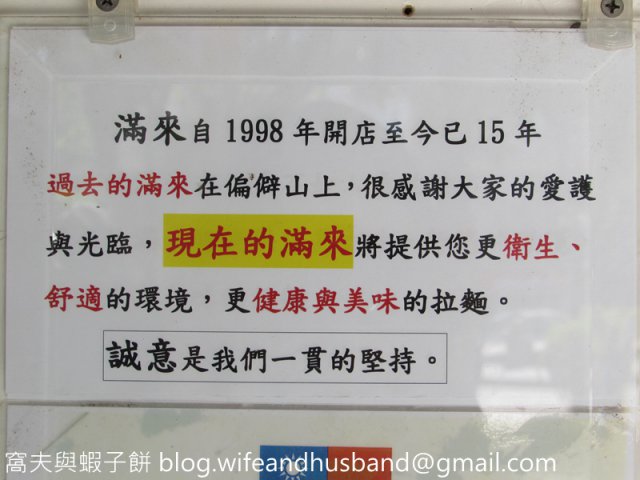 滿來自 1998 年開店至今已 15 年
過去的滿來在偏僻山上，很感謝大家的愛護
與光臨，現在的滿來將提供您更衛生、
舒適的環境，更健康與美味的拉麵。
誠意是我們一貫的堅持。
窩夫與蝦子餅 blog.wifeandhusband@gmail.com